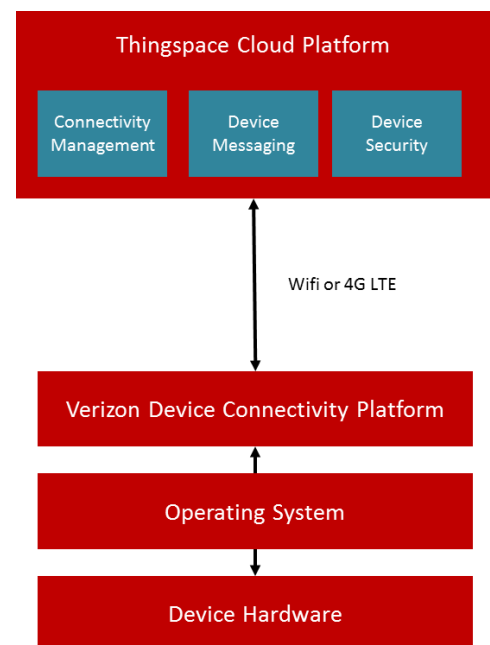 Thingspace Cloud Platform
Connectivity
Management
Device
Messaging
Device
Security
Wifi or 4G LTE
Verizon Device Connectivity Platform
Operating System
Device Hardware